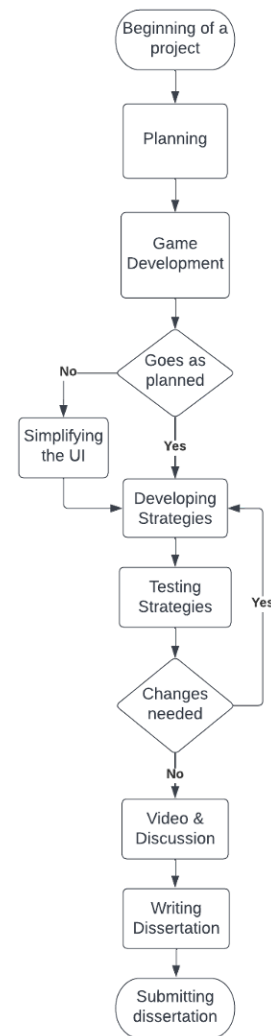 Beginning of a
project
Planning
Game
Development
Goes as
planned
No
Simplifying
the UI
Yes
Developing
Strategies
Testing
Strategies
Yes
Changes
needed
No
Video &
Discussion
Writing
Dissertation
Submitting
dissertation